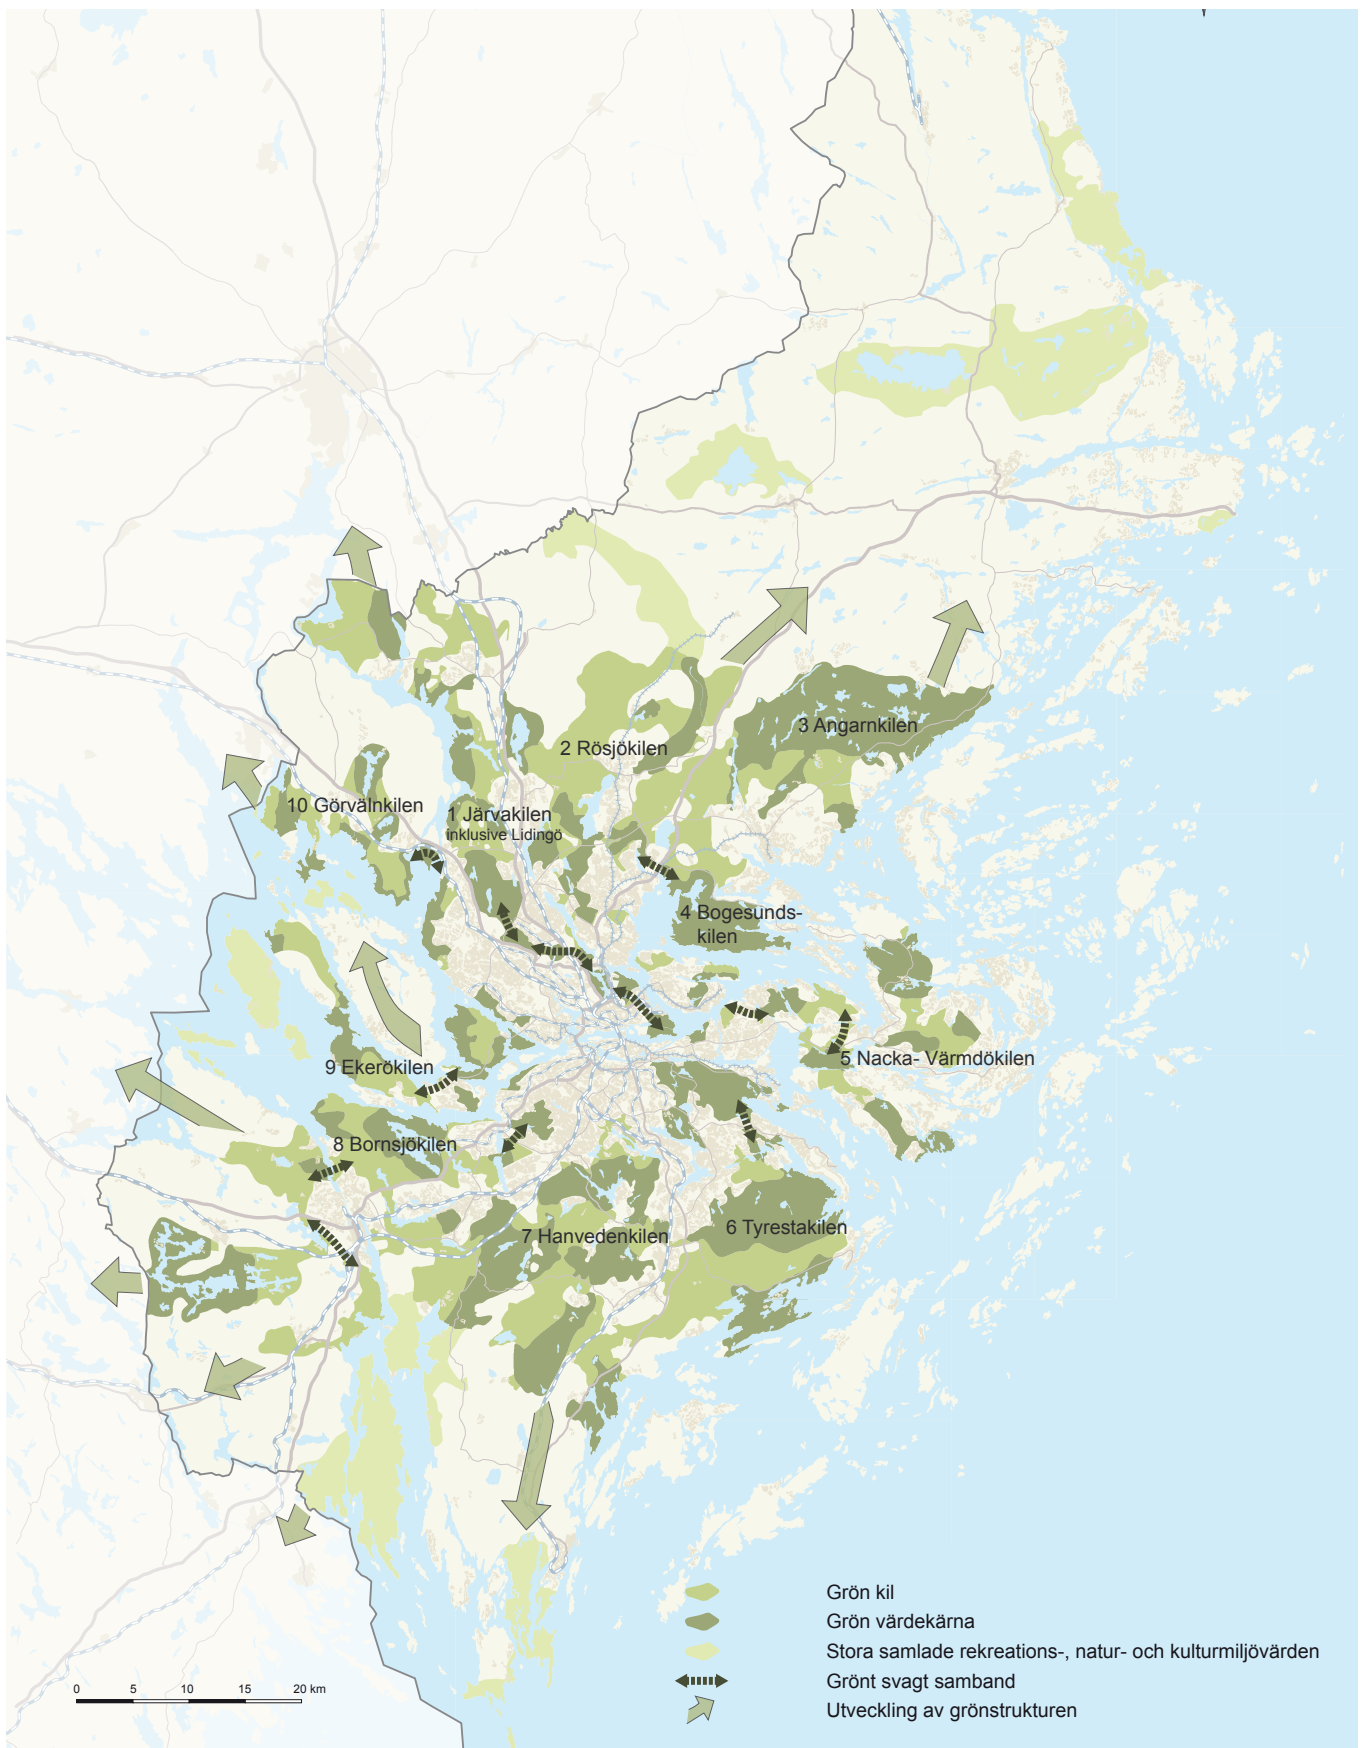 3 Angarnkilen
2 Rösjökilen
10 Görvälnkilen
1 Järvakilen
inklusive Lidingö
4 Bogesunds-
kilen
5 Nacka- Värmdökilen
9 Ekerökilen
8 Bornsjökilen
7 Hanvedenkilen
6 Tyrestakilen
Grön kil
Grön värdekärna
Stora samlade rekreations-, natur- och kulturmiljövärden
Grönt svagt samband
Utveckling av grönstrukturen
0 5 10 15 20 km